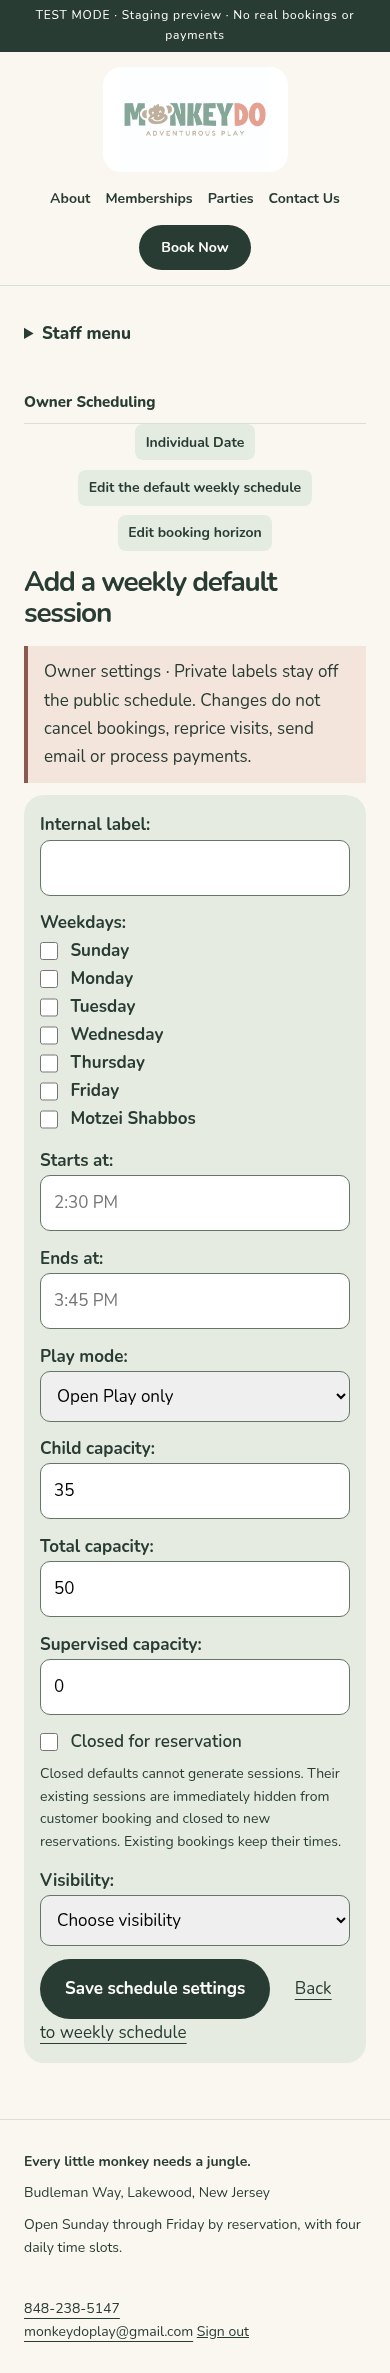 TEST MODE · Staging preview · No real bookings or
payments
MONKEYDO
ADVENTUROUS PLAY
About Memberships Parties Contact Us
Book Now
Staff menu
Owner Scheduling
Individual Date
Edit the default weekly schedule
Edit booking horizon
Add a weekly default
session
Owner settings · Private labels stay off
the public schedule. Changes do not
cancel bookings, reprice visits, send
email or process payments.
Internal label:
Weekdays:
Sunday
Monday
Tuesday
Wednesday
Thursday
Friday
Motzei Shabbos
Starts at:
2:30 PM
Ends at:
3:45 PM
Play mode:
Open Play only
Child capacity:
35
Total capacity:
50
Supervised capacity:
0
Closed for reservation
Closed defaults cannot generate sessions. Their
existing sessions are immediately hidden from
customer booking and closed to new
reservations. Existing bookings keep their times.
Visibility:
Choose visibility
Save schedule settings Back
to weekly schedule
Every little monkey needs a jungle.
Budleman Way, Lakewood, New Jersey
Open Sunday through Friday by reservation, with four
daily time slots.
848-238-5147
monkeydoplay@gmail.com Sign out